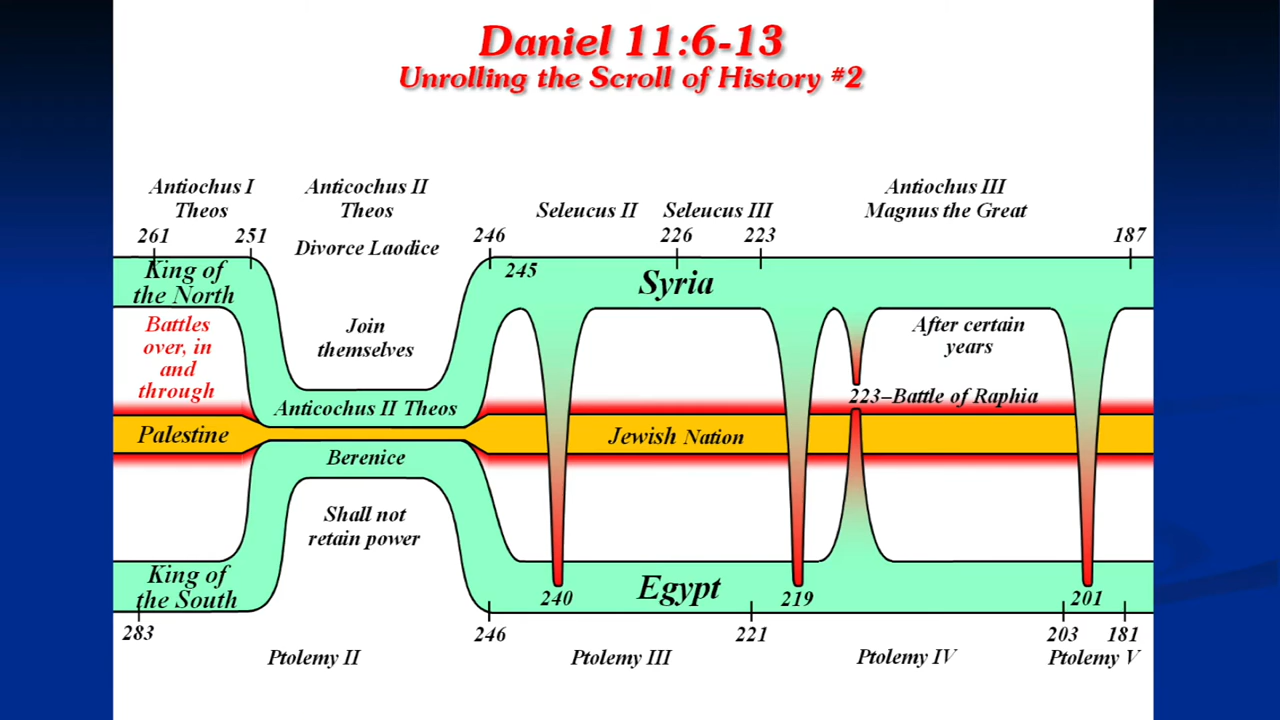 Daniel 11:6-13
Unrolling the Scroll of History #2
Antiochus I
Theos
Anticochus II
Theos
Divorce Laodice
Seleucus II
Seleucus III
Antiochus III
Magnus the Great
261
251
246
245
226
223
187
King of
the North
Syria
Battles
over, in
and
through
Join
themselves
After certain
years
223–Battle of Raphia
Anticochus II Theos
Palestine
Jewish Nation
Berenice
Shall not
retain power
King of
the South
Egypt
240
219
201
283
246
221
203
181
Ptolemy II
Ptolemy III
Ptolemy IV
Ptolemy V